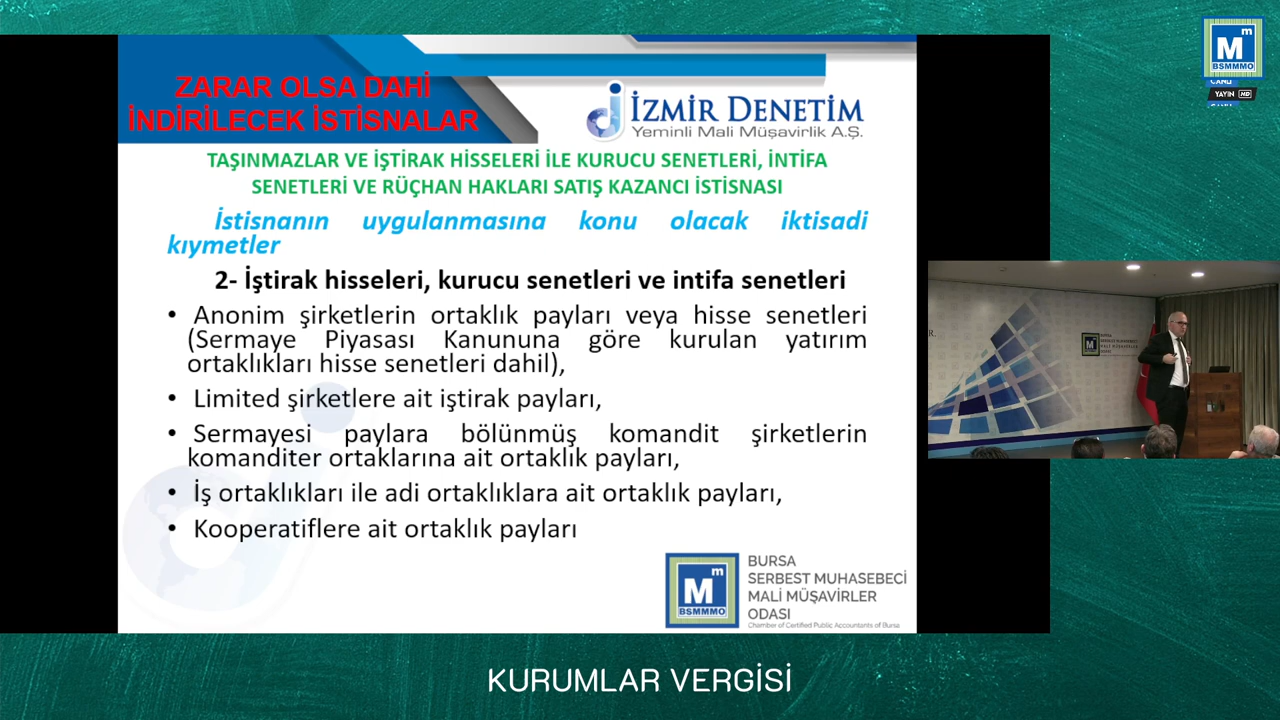 ZARAR OLSA DAHİ
İNDİRİLECEK İSTİSNALAR
İZMİR DENETİM
Yeminli Mali Müşavirlik A.Ş.
TAŞINMAZLAR VE İŞTİRAK HİSSELERİ İLE KURUCU SENETLERİ, İNTİFA
SENETLERİ VE RÜÇHAN HAKLARI SATIŞ KAZANCI İSTİSNASI
İstisnanın uygulanmasına konu olacak iktisadi
kıymetler
2- İştirak hisseleri, kurucu senetleri ve intifa senetleri
• Anonim şirketlerin ortaklık payları veya hisse senetleri
(Sermaye Piyasası Kanununa göre kurulan yatırım
ortaklıkları hisse senetleri dahil),
• Limited şirketlere ait iştirak payları,
• Sermayesi paylara bölünmüş komandit şirketlerin
komanditer ortaklarına ait ortaklık payları,
• İş ortaklıkları ile adi ortaklıklara ait ortaklık payları,
• Kooperatiflere ait ortaklık payları
Mm
BSMMMO
BURSA
SERBEST MUHASEBECİ
MALİ MÜŞAVİRLER
ODASI
Chamber of Certified Public Accountants of Bursa
Mm
BSMMMO
CANLI
YAYIN HD
KURUMLAR VERGİSİ